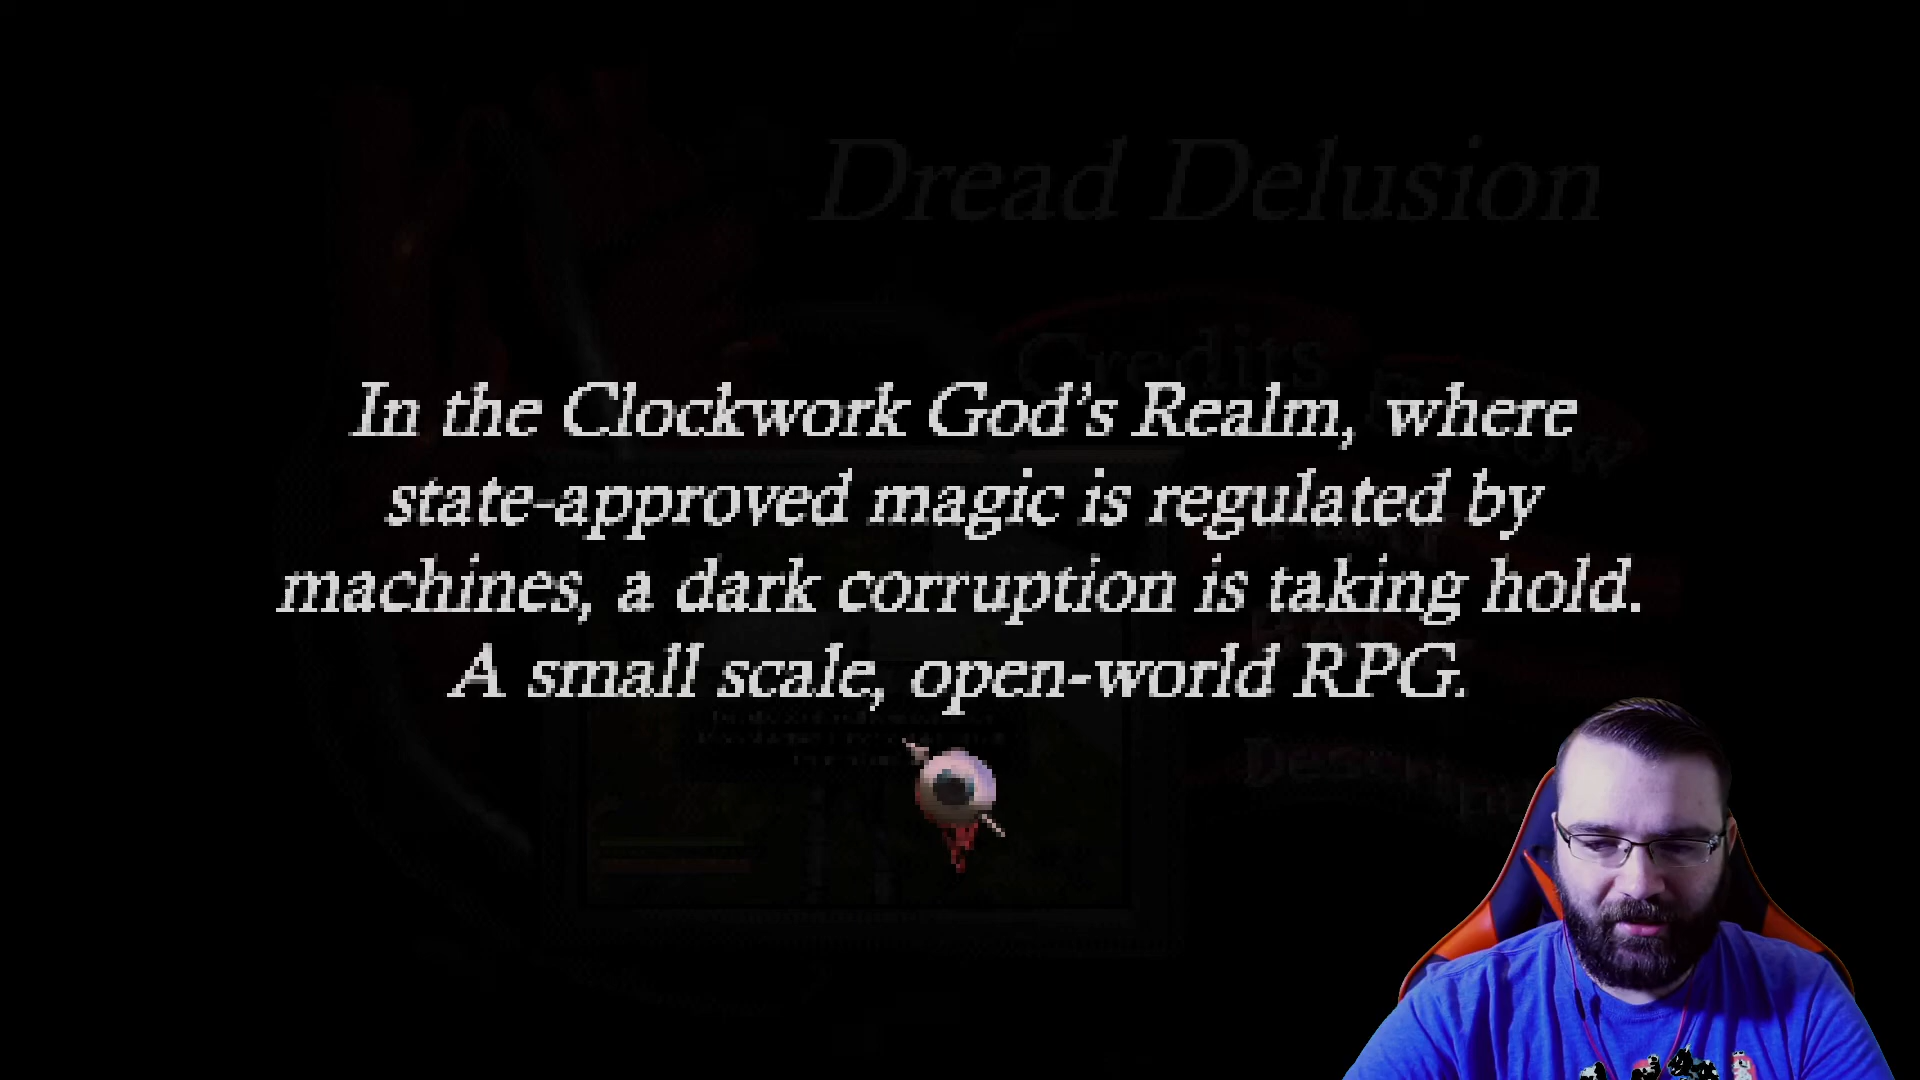 Dread Delusion
Credits
In the Clockwork God's Realm, where
state-approved magic is regulated by
machines, a dark corruption is taking hold.
A small scale, open-world RPG.